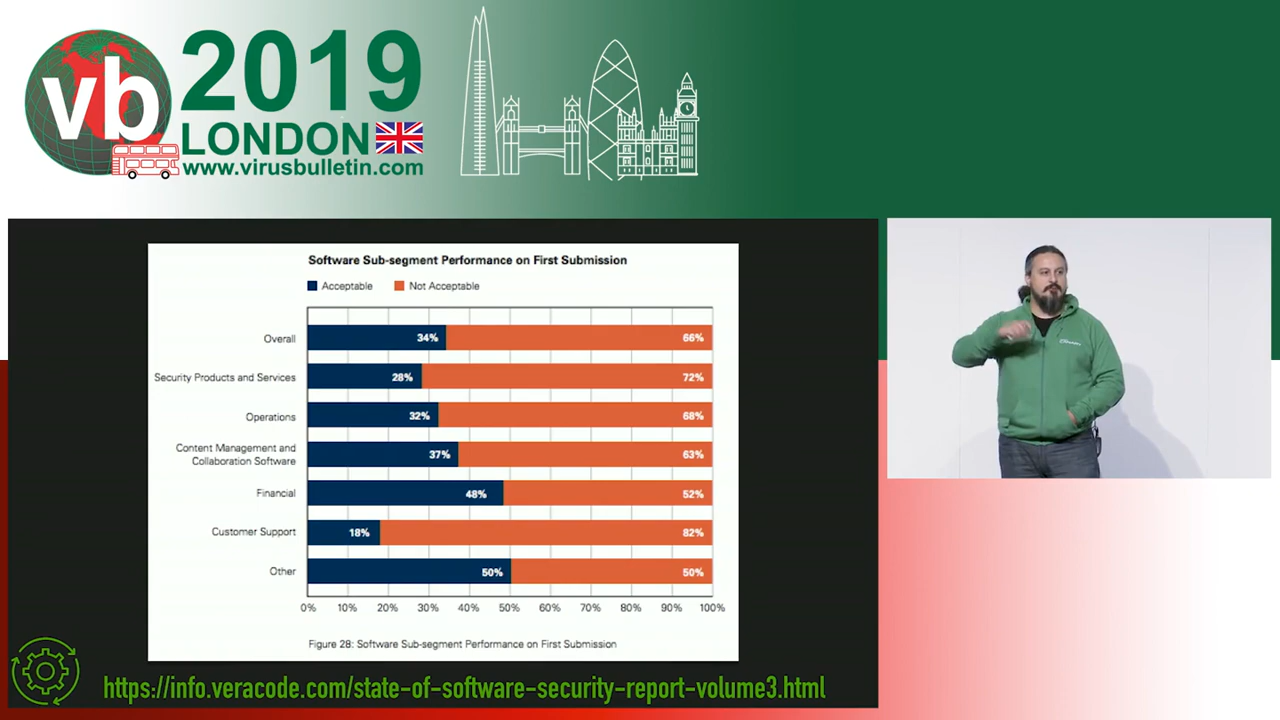 vb
2019
LONDON
www.virusbulletin.com
Software Sub-segment Performance on First Submission
Acceptable
Not Acceptable
Overall
34%
66%
Security Products and Services
28%
72%
Operations
32%
68%
Content Management and
Collaboration Software
37%
63%
Financial
48%
52%
Customer Support
18%
82%
Other
50%
50%
0% 10% 20% 30% 40% 50% 60% 70% 80% 90% 100%
Figure 28: Software Sub-segment Performance on First Submission
https://info.veracode.com/state-of-software-security-report-volume3.html